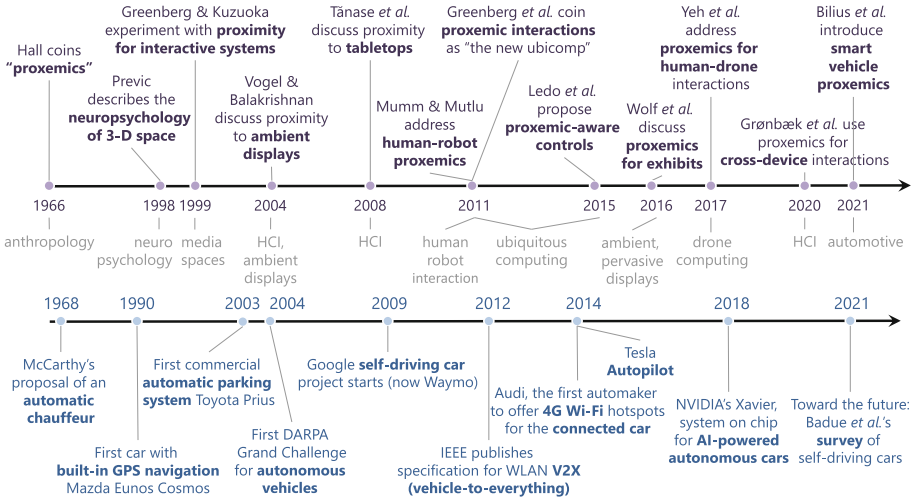 Hall coins
“proxemics”
Previc
describes the
neuropsychology
of 3-D space
Greenberg & Kuzuoka
experiment with proximity
for interactive systems
Vogel &
Balakrishnan
discuss proximity
to ambient
displays
Tănase et al.
discuss proximity
to tabletops
Mumm & Mutlu
address
human-robot
proxemics
Greenberg et al. coin
proxemic interactions
as “the new ubicomp”
Ledo et al.
propose
proxemic-aware
controls
Wolf et al.
discuss
proxemics
for exhibits
Yeh et al.
address
proxemics for
human-drone
interactions
Grønbæk et al. use
proxemics for
cross-device interactions
Bilius et al.
introduce
smart
vehicle
proxemics
1966 1998 1999 2004 2008 2011 2015 2016 2017 2020 2021
anthropology
neuro
psychology
media
spaces
HCI,
ambient
displays
HCI
human
robot
interaction
ubiquitous
computing
ambient,
pervasive
displays
drone
computing
HCI
automotive
1968 1990 2003 2004 2009 2012 2014 2018 2021
McCarthy’s
proposal of an
automatic
chauffeur
First car with
built-in GPS navigation
Mazda Eunos Cosmos
First commercial
automatic parking
system Toyota Prius
First DARPA
Grand Challenge
for autonomous
vehicles
Google self-driving car
project starts (now Waymo)
IEEE publishes
specification for WLAN V2X
(vehicle-to-everything)
Audi, the first automaker
to offer 4G Wi-Fi hotspots
for the connected car
Tesla
Autopilot
NVIDIA’s Xavier,
system on chip
for AI-powered
autonomous cars
Toward the future:
Badue et al.’s
survey of
self-driving cars